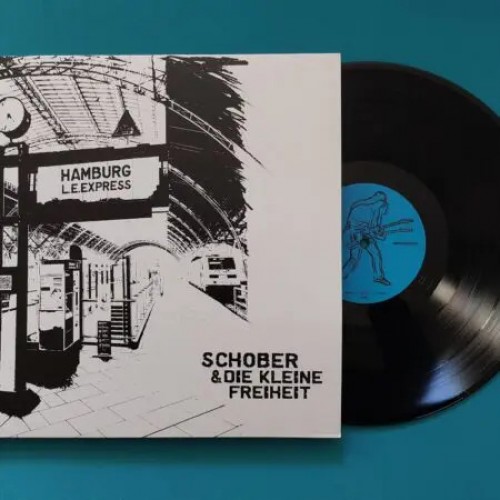 HAMBURG
L.E.EXPRESS
SCHOBER
& DIE KLEINE
FREIHEIT